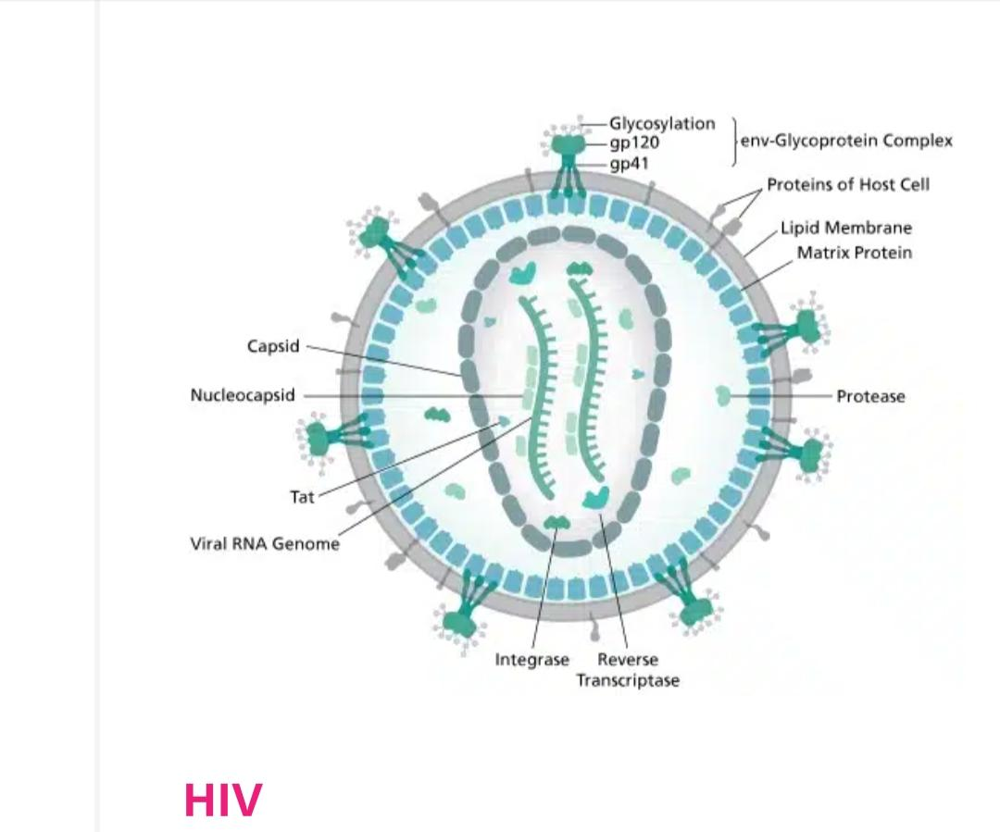 Glycosylation
gp120
gp41
env-Glycoprotein Complex
Proteins of Host Cell
Lipid Membrane
Matrix Protein
Capsid
Nucleocapsid
Protease
Tat
Viral RNA Genome
Integrase
Reverse
Transcriptase
HIV